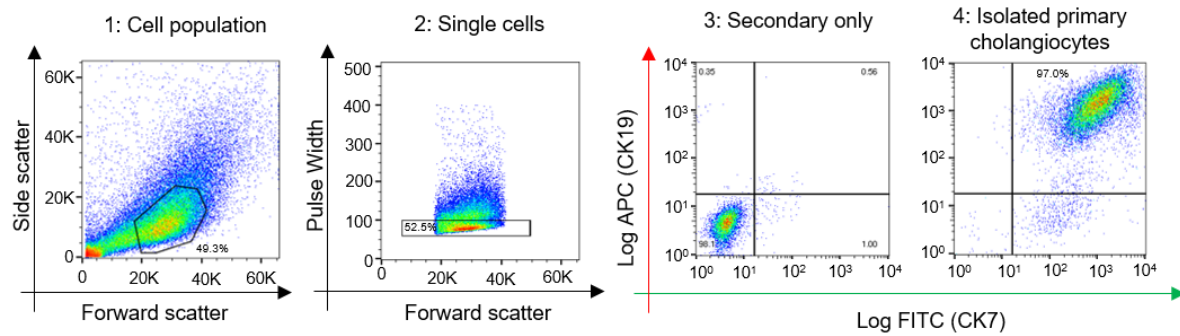 1: Cell population
Side scatter
60K
40K
20K
0
49.3%
0
20K
40K
60K
Forward scatter
2: Single cells
Pulse Width
500
400
300
200
100
0
52.5%
0
20K
40K
60K
Forward scatter
3: Secondary only
Log APC (CK19)
10⁴
10³
10²
10¹
10⁰
0.35
0.56
1.00
10⁰
10¹
10²
10³
10⁴
4: Isolated primary
cholangiocytes
10⁴
10³
10²
10¹
10⁰
97.0%
10⁰
10¹
10²
10³
10⁴
Log FITC (CK7)